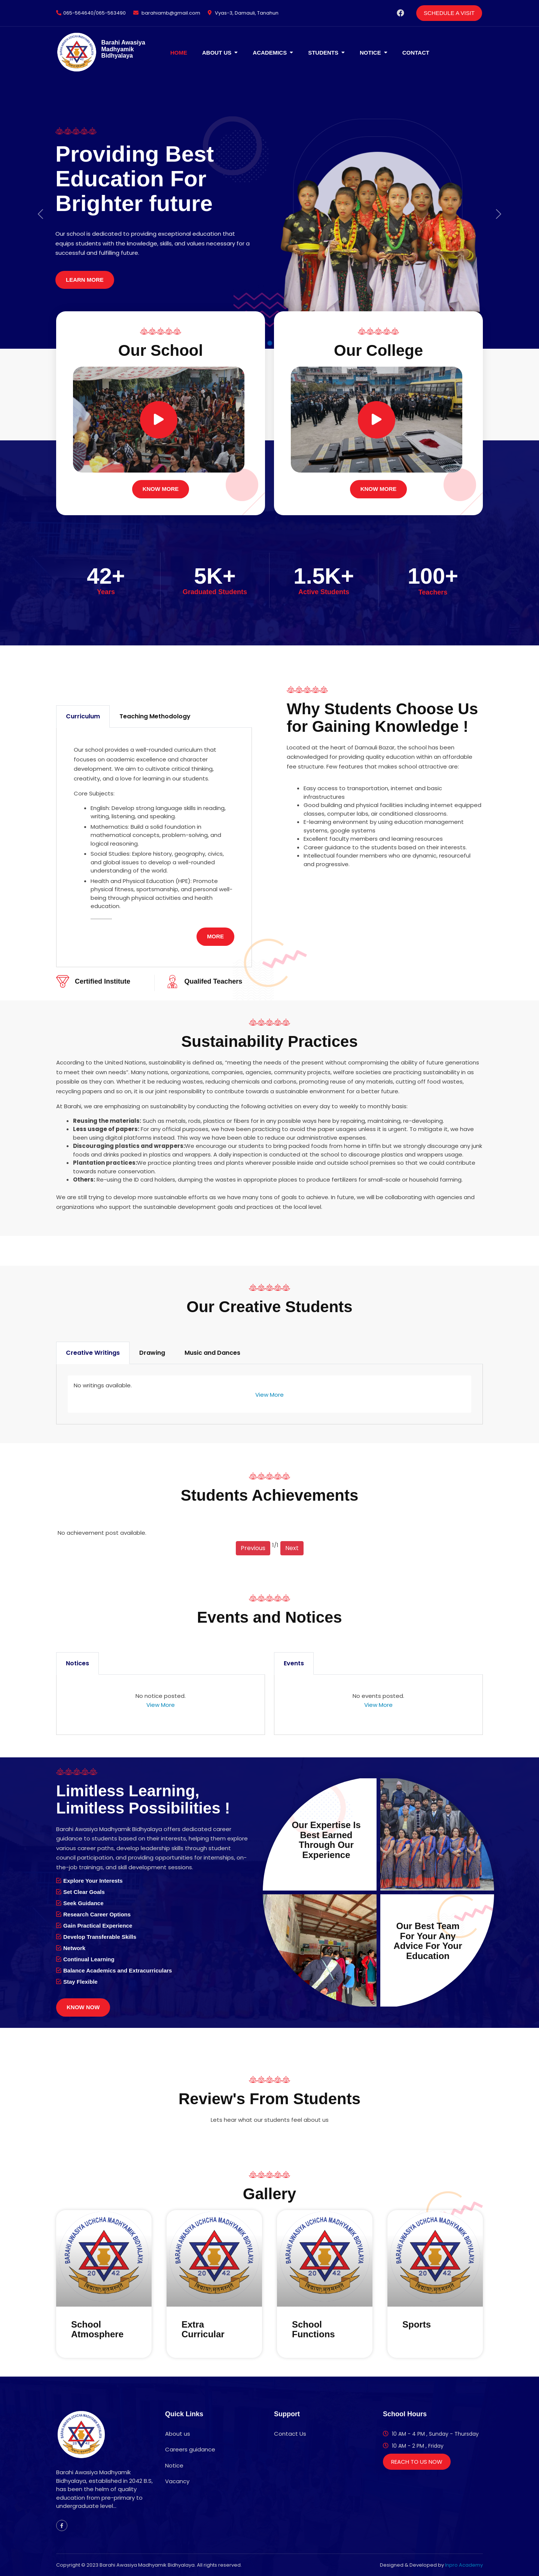 065-564640/065-563490 barahiamb@gmail.com Vyas-3, Damauli, Tanahun SCHEDULE A VISIT
Barahi Awasiya
Madhyamik
Bidhyalaya
HOME ABOUT US ACADEMICS STUDENTS NOTICE CONTACT
Providing Best
Education For
Brighter future
Our school is dedicated to providing exceptional education that
equips students with the knowledge, skills, and values necessary for a
successful and fulfilling future.
LEARN MORE
Our School
KNOW MORE
Our College
KNOW MORE
42+ 5K+ 1.5K+ 100+
Years Graduated Students Active Students Teachers
Curriculum Teaching Methodology
Our school provides a well-rounded curriculum that
focuses on academic excellence and character
development. We aim to cultivate critical thinking,
creativity, and a love for learning in our students.
Core Subjects:
English: Develop strong language skills in reading,
writing, listening, and speaking.
Mathematics: Build a solid foundation in
mathematical concepts, problem-solving, and
logical reasoning.
Social Studies: Explore history, geography, civics,
and global issues to develop a well-rounded
understanding of the world.
Health and Physical Education (HPE): Promote
physical fitness, sportsmanship, and personal well-
being through physical activities and health
education.
MORE
Certified Institute Qualifed Teachers
Why Students Choose Us
for Gaining Knowledge !
Located at the heart of Damauli Bazar, the school has been
acknowledged for providing quality education within an affordable
fee structure. Few features that makes school attractive are:
Easy access to transportation, internet and basic
infrastructures
Good building and physical facilities including internet equipped
classes, computer labs, air conditioned classrooms.
E-learning environment by using education management
systems, google systems
Excellent faculty members and learning resources
Career guidance to the students based on their interests.
Intellectual founder members who are dynamic, resourceful
and progressive.
Sustainability Practices
According to the United Nations, sustainability is defined as, “meeting the needs of the present without compromising the ability of future generations
to meet their own needs”. Many nations, organizations, companies, agencies, community projects, welfare societies are practicing sustainability in as
possible as they can. Whether it be reducing wastes, reducing chemicals and carbons, promoting reuse of any materials, cutting off food wastes,
recycling papers and so on, it is our joint responsibility to contribute towards environment for a better future.
At Barahi, we are emphasizing on sustainability by conducting the following activities on every day to weekly to monthly basis:
Reusing the materials: Such as metals, rods, plastics or fibers for in any possible ways here by repairing, maintaining, re-designing.
Less usage of papers: For any official purposes, we have been practicing to avoid paper work and done printed messages usages as it is urgent. To mitigate it, we have
been using digital platforms instead. This way we have been able to reduce our administrative expenses.
Discouraging plastics and wrappers:We encourage our students to bring packed foods from home in tiffin but we strongly discourage any junk
foods and drinks packed in plastics and wrappers. A daily inspection is conducted at the school to discourage plastics and wrappers usage.
Plantation practices:We practice planting trees and plants wherever possible inside and outside school premises so that we could contribute
towards nature conservation.
Others: Re-using the ID card holders, dumping the wastes in appropriate places to produce fertilizers for small-scale or household farming.
We are still trying to develop more sustainable efforts as we have many tons of goals to achieve. In future, we will be collaborating with agencies and
organizations who support the sustainable development goals and projects at the local level.
Our Creative Students
Creative Writings Drawing Music and Dances
No writings available.
View More
Students Achievements
No achievement post available.
Previous 1/1 Next
Events and Notices
Notices
No notice posted.
View More
Events
No events posted.
View More
Limitless Learning,
Limitless Possibilities !
Barahi Awasiya Madhyamik Bidhyalaya offers dedicated career
guidance to students based on their interests, helping them explore
various career paths, develop leadership skills through student
council participation, and providing opportunities for internships, on-
the-job trainings, and skill development sessions.
Explore Your Interests
Set Clear Goals
Seek Guidance
Research Career Options
Gain Practical Experience
Develop Transferable Skills
Network
Continual Learning
Balance Academics and Extracurriculars
Stay Flexible
KNOW NOW
Our Expertise Is
Best Earned
Through Our
Experience
Our Best Team
For Your Any
Advice For Your
Education
Review's From Students
Lets hear what our students feel about us
Gallery
School
Atmosphere
Extra
Curricular
School
Functions
Sports
Barahi Awasiya Madhyamik
Bidhyalaya, established in 2042 B.S,
has been the helm of quality
education from pre-primary to
undergraduate level...
Quick Links
About us
Careers guidance
Notice
Vacancy
Support
Contact Us
School Hours
10 AM - 4 PM , Sunday - Thursday
10 AM - 2 PM , Friday
REACH TO US NOW
Copyright © 2023 Barahi Awasiya Madhyamik Bidhyalaya. All rights reserved Designed & Developed by Inpro Academy